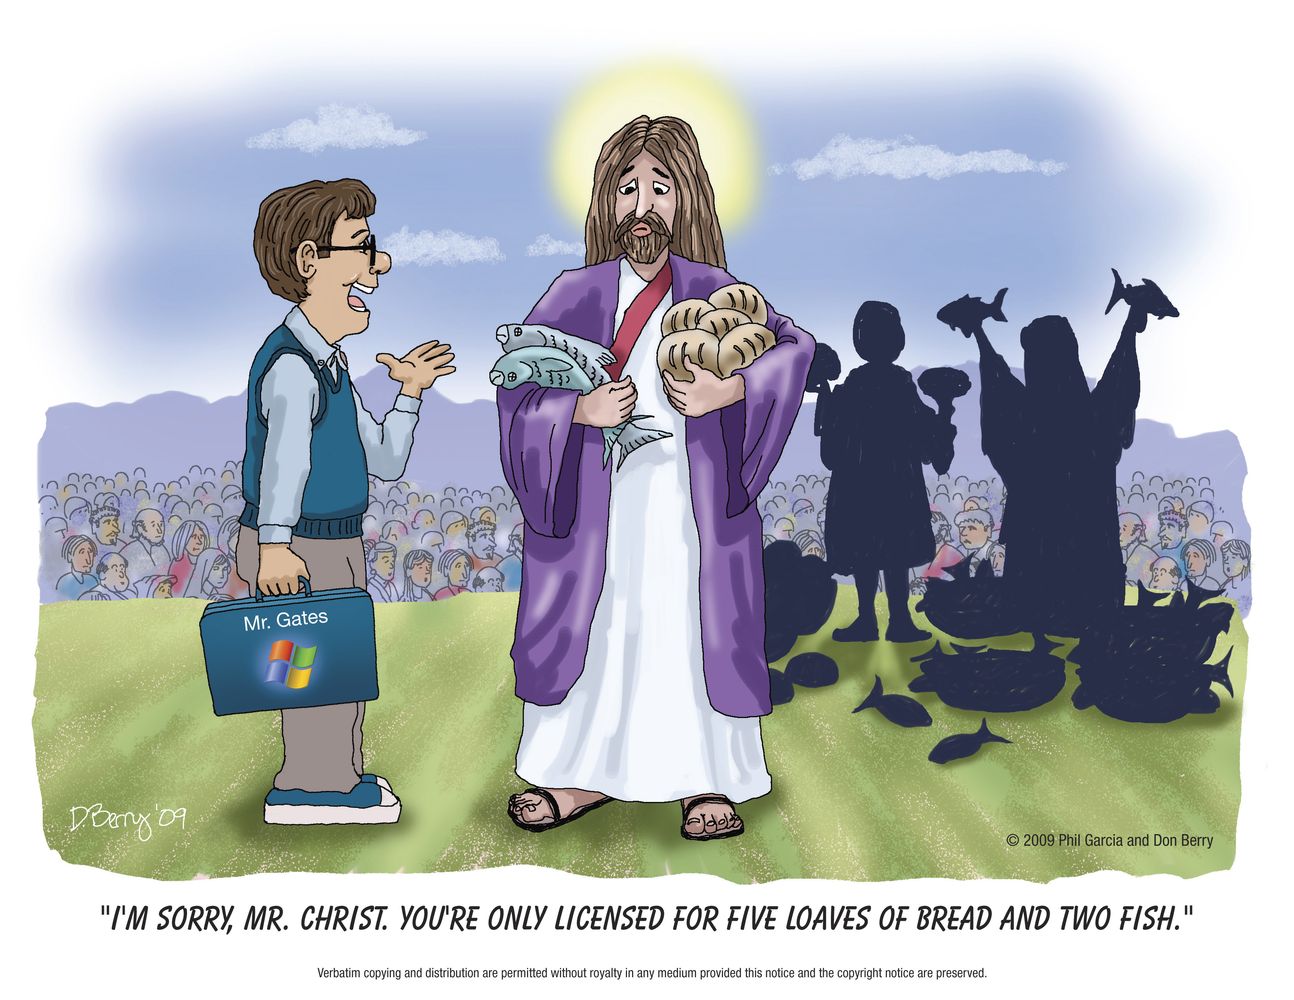 Mr. Gates
D.Berry '09
© 2009 Phil Garcia and Don Berry
"I'M SORRY, MR. CHRIST. YOU'RE ONLY LICENSED FOR FIVE LOAVES OF BREAD AND TWO FISH."
Verbatim copying and distribution are permitted without royalty in any medium provided this notice and the copyright notice are preserved.